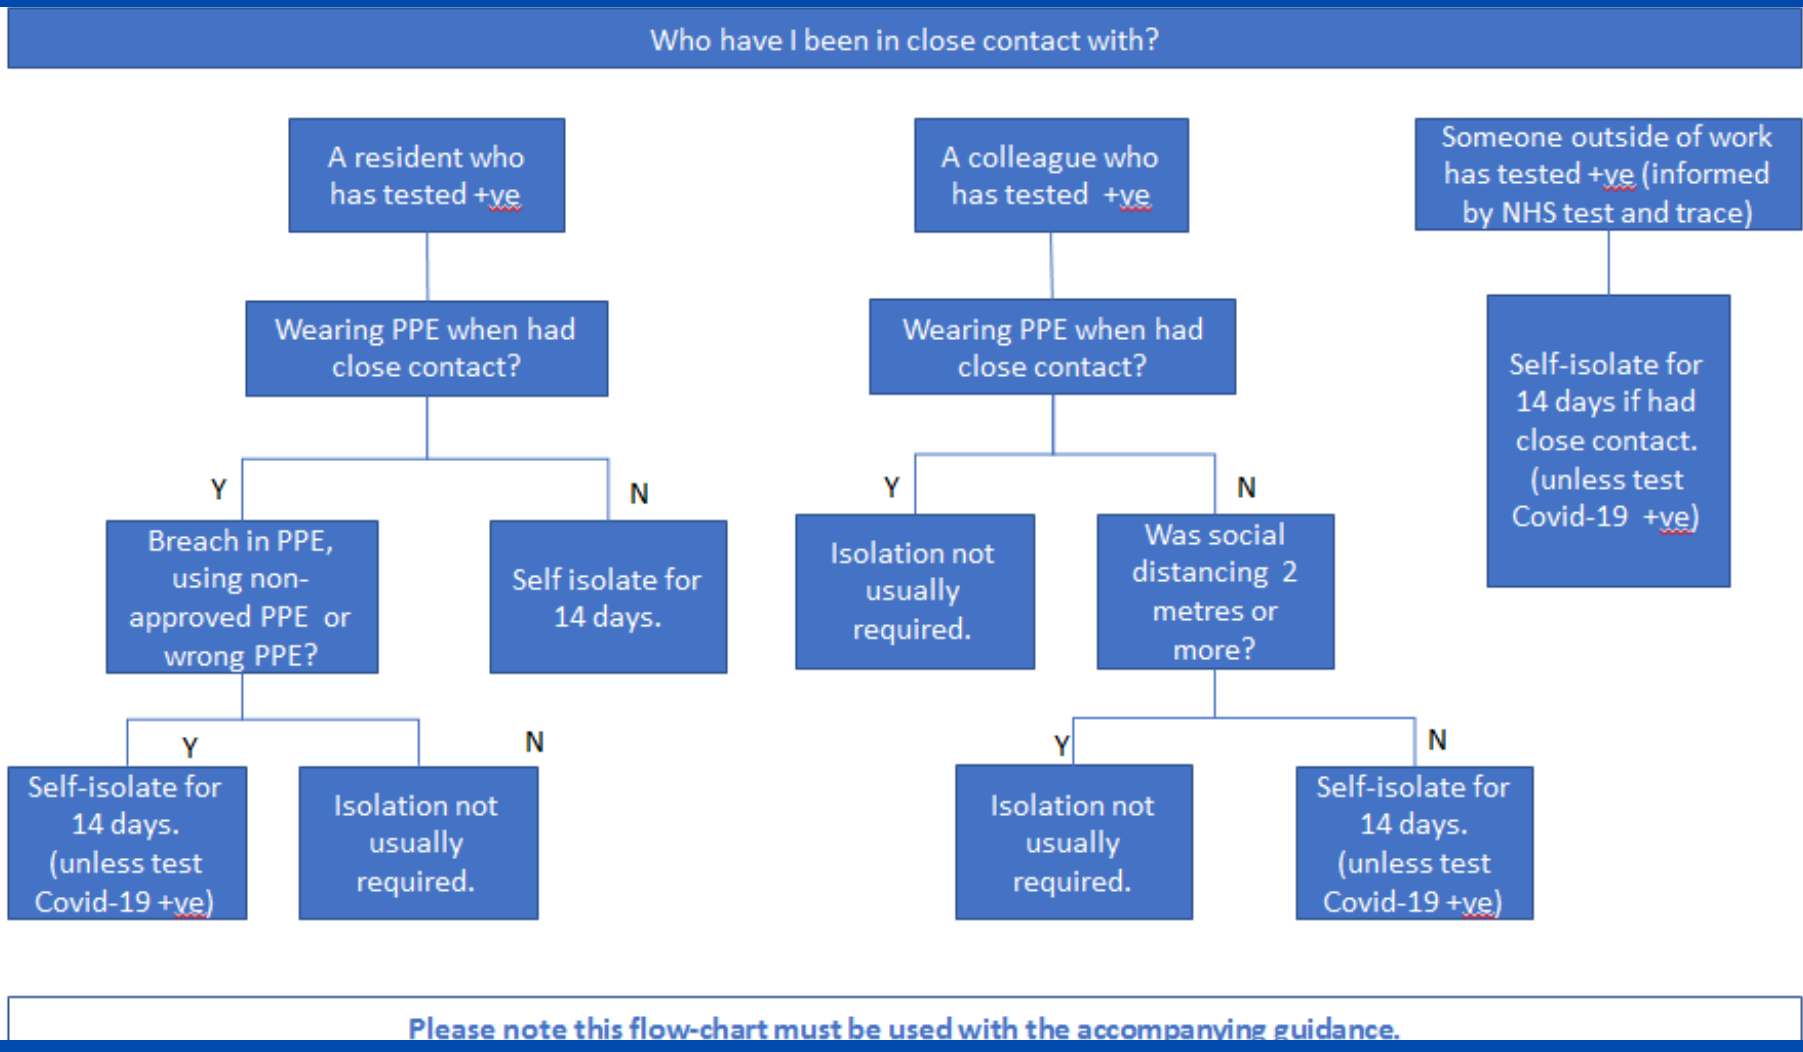 Who have I been in close contact with?
A resident who
has tested +ve
Wearing PPE when had
close contact?
Y
N
Breach in PPE,
using non-
approved PPE or
wrong PPE?
Self isolate for
14 days.
Y
N
Self-isolate for
14 days.
(unless test
Covid-19 +ve)
Isolation not
usually
required.
A colleague who
has tested +ve
Wearing PPE when had
close contact?
Y
N
Isolation not
usually
required.
Was social
distancing 2
metres or
more?
Y
N
Isolation not
usually
required.
Self-isolate for
14 days.
(unless test
Covid-19 +ve)
Someone outside of work
has tested +ve (informed
by NHS test and trace)
Self-isolate for
14 days if had
close contact.
(unless test
Covid-19 +ve)
Please note this flow-chart must be used with the accompanying guidance.